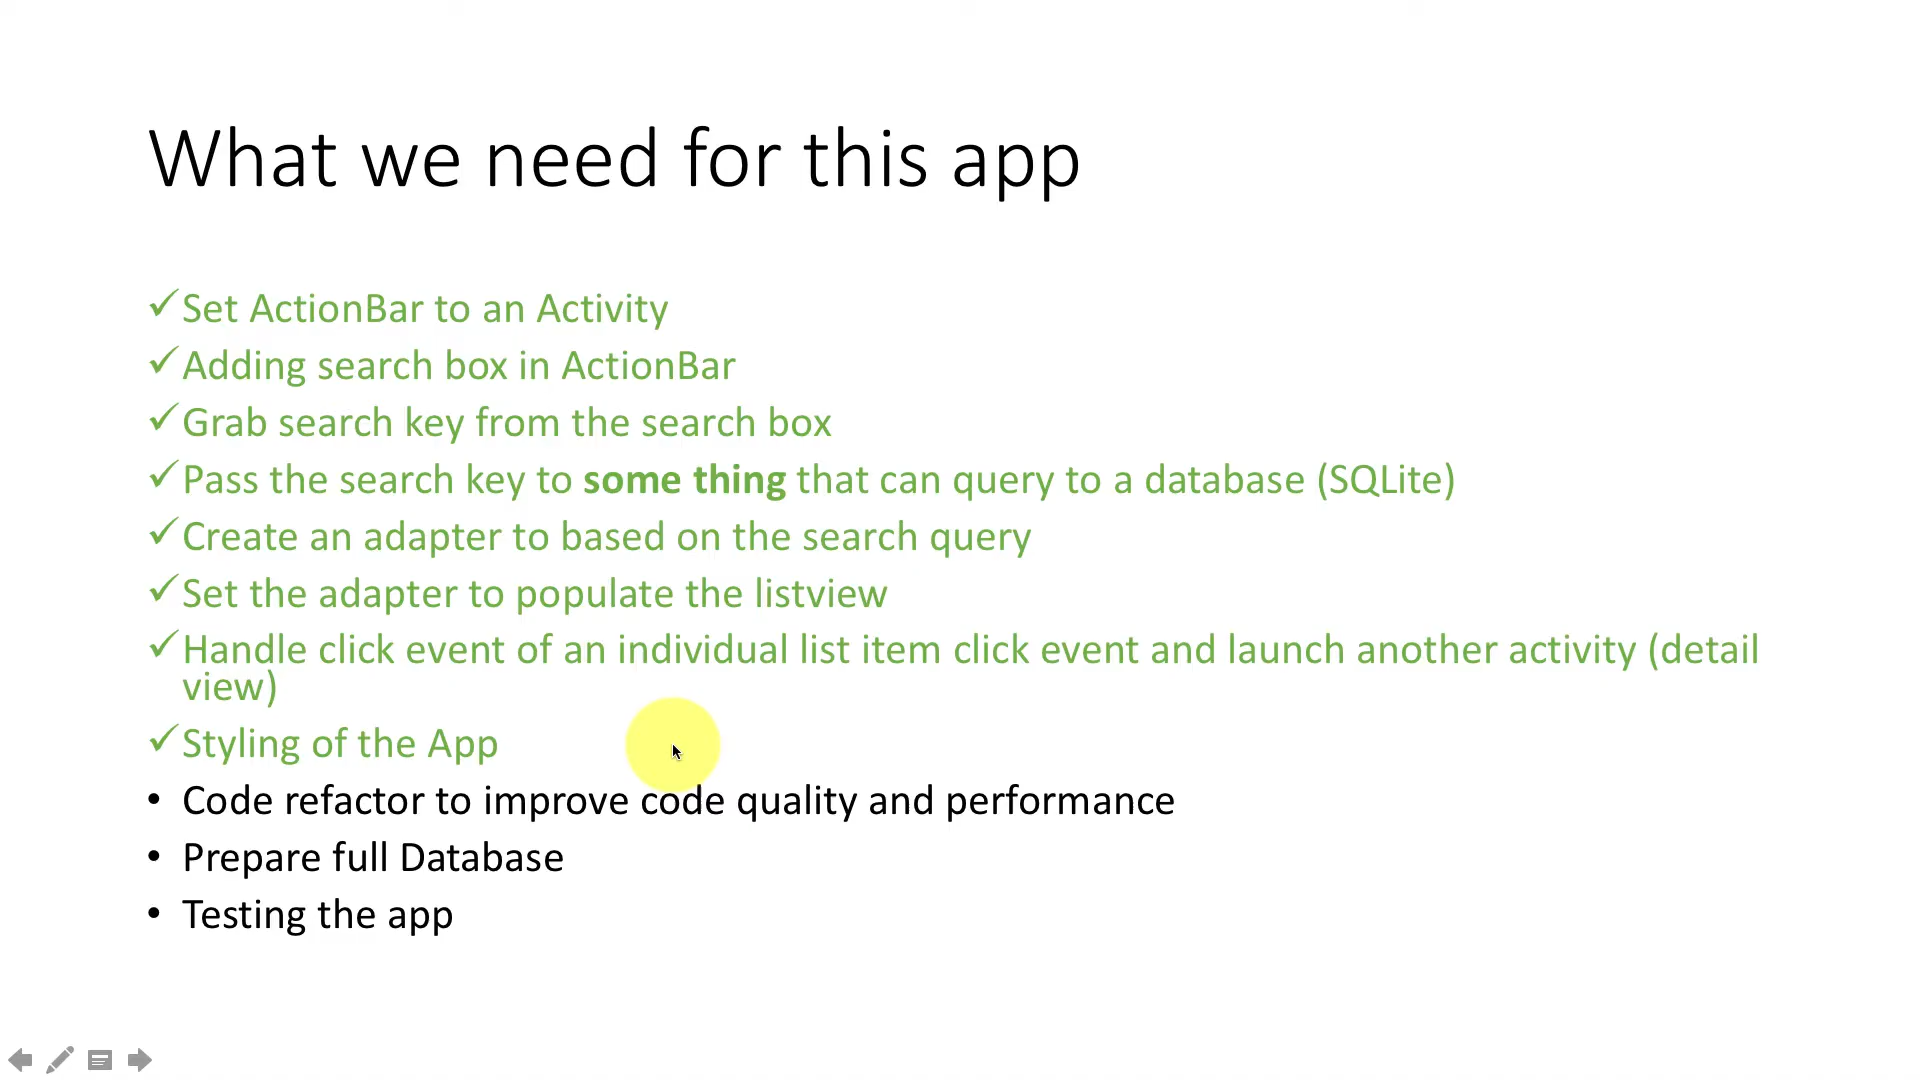 What we need for this app
✓Set ActionBar to an Activity
✓Adding search box in ActionBar
✓Grab search key from the search box
✓Pass the search key to some thing that can query to a database (SQLite)
✓Create an adapter to based on the search query
✓Set the adapter to populate the listview
✓Handle click event of an individual list item click event and launch another activity (detail
view)
✓Styling of the App
• Code refactor to improve code quality and performance
• Prepare full Database
• Testing the app